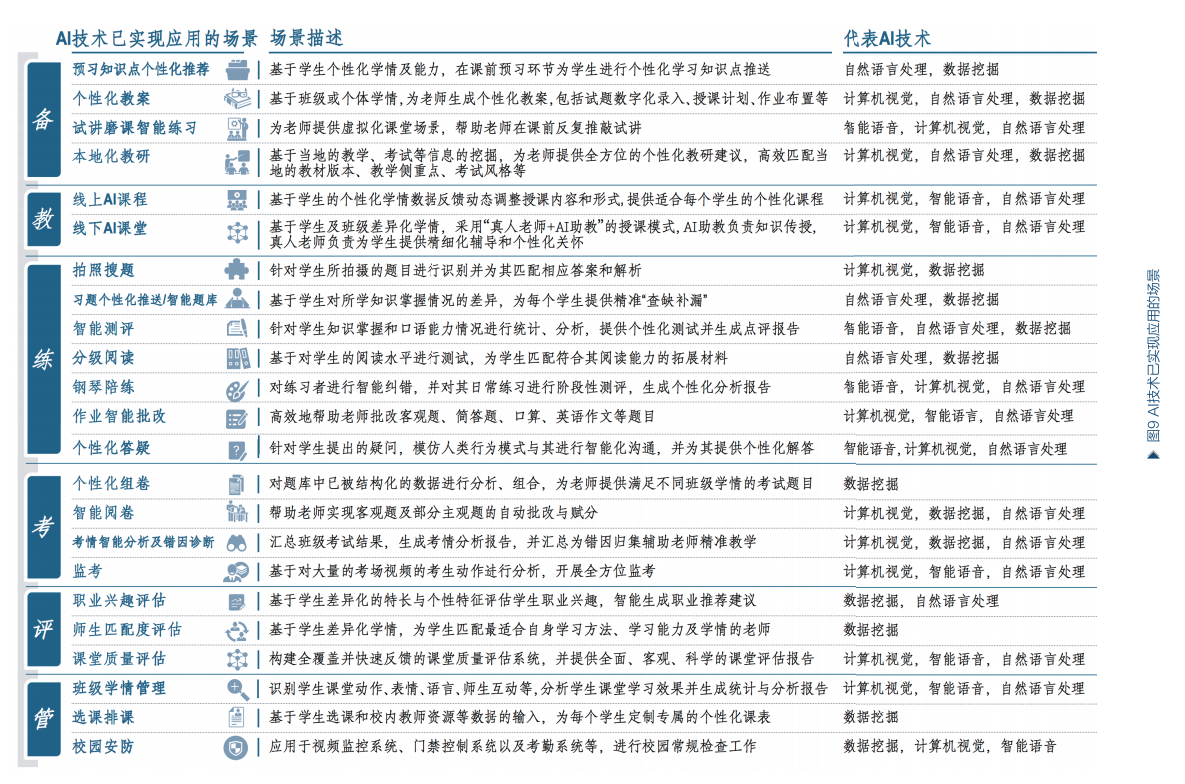 AI技术已实现应用的场景 场景描述 代表AI技术
备
预习知识点个性化推荐 基于学生个性化学情及能力，在课前预习环节为学生进行个性化预习知识点推送 自然语言处理，数据挖掘
个性化教案 基于班级或个体学情,为老师生成个性化教案,包括试题数字化录入、授课计划、作业布置等 计算机视觉，自然语言处理，数据挖掘
试讲磨课智能练习 为老师提供虚拟化课堂场景，帮助老师在课前反复推敲试讲 智能语音，计算机视觉，自然语言处理
本地化教研 基于当地的教学、考试等信息的挖掘，为老师提供全方位的个性化教研建议，高效匹配当 计算机视觉，自然语言处理，数据挖掘
地的教材版本、教学侧重点、考试风格等
教
线上AI课程 基于学生的个性化学情数据反馈动态调整授课内容和形式,提供适合每个学生的个性化课程 计算机视觉，智能语音，自然语言处理
线下AI课堂 基于学生及班级差异化学情，采用“真人老师+AI助教”的授课模式,AI助教负责知识传授， 计算机视觉，智能语音，自然语言处理
真人老师负责为学生提供精细化辅导和个性化关怀
练
拍照搜题 针对学生所拍摄的题目进行识别并为其匹配相应答案和解析 计算机视觉，数据挖掘
习题个性化推送/智能题库 基于学生对所学知识掌握情况的差异，为每个学生提供精准“查缺补漏” 自然语言处理，数据挖掘
智能测评 针对学生知识掌握和口语能力情况进行统计、分析，提供个性化测试并生成点评报告 智能语音，自然语言处理，数据挖掘
分级阅读 基于对学生的阅读水平进行测试，为学生匹配符合其阅读能力的拓展材料 自然语言处理，数据挖掘
钢琴陪练 对练习者进行智能纠错，并对其日常练习进行阶段性测评，生成个性化分析报告 智能语音，计算机视觉，自然语言处理
作业智能批改 高效地帮助老师批改客观题、简答题、口算、英语作文等题目 计算机视觉，智能语言，自然语言处理
个性化答疑 针对学生提出的疑问，模仿人类行为模式与其进行智能化沟通，并为其提供个性化解答 智能语音,计算机视觉，自然语言处理
考
个性化组卷 对题库中已被结构化的数据进行分析、组合，为老师提供满足不同班级学情的考试题目 数据挖掘
智能阅卷 帮助老师实现客观题及部分主观题的自动批改与赋分 计算机视觉，数据挖掘，自然语言处理
考情智能分析及错因诊断 汇总班级考试结果，生成考情分析报告，并汇总为错因归集辅助老师精准教学 计算机视觉，数据挖掘，自然语言处理
监考 基于对大量的考场视频的考生动作进行分析，开展全方位监考 计算机视觉，智能语音，自然语言处理
评
职业兴趣评估 基于学生差异化的特长与个性特征评估学生职业兴趣，智能生成职业推荐建议 数据挖掘，自然语言处理
师生匹配度评估 基于学生差异化学情，为学生匹配最适合自身学习方法、学习能力及学情的老师 数据挖掘
课堂质量评估 构建全覆盖并快速反馈的课堂质量评估系统，并提供全面、客观、科学的课堂评估报告 计算机视觉，智能语音，自然语言处理
管
班级学情管理 识别学生课堂动作、表情、语言、师生互动等,分析学生课堂学习效果并生成统计与分析报告 计算机视觉，智能语音，自然语言处理
选课排课 基于学生选课和校内教师资源等数据的输入，为每个学生定制专属的个性化课表 数据挖掘
校园安防 应用于视频监控系统、门禁控制系统以及考勤系统等，进行校园常规检查工作 数据挖掘，计算机视觉，智能语音
图9 AI技术已实现应用的场景